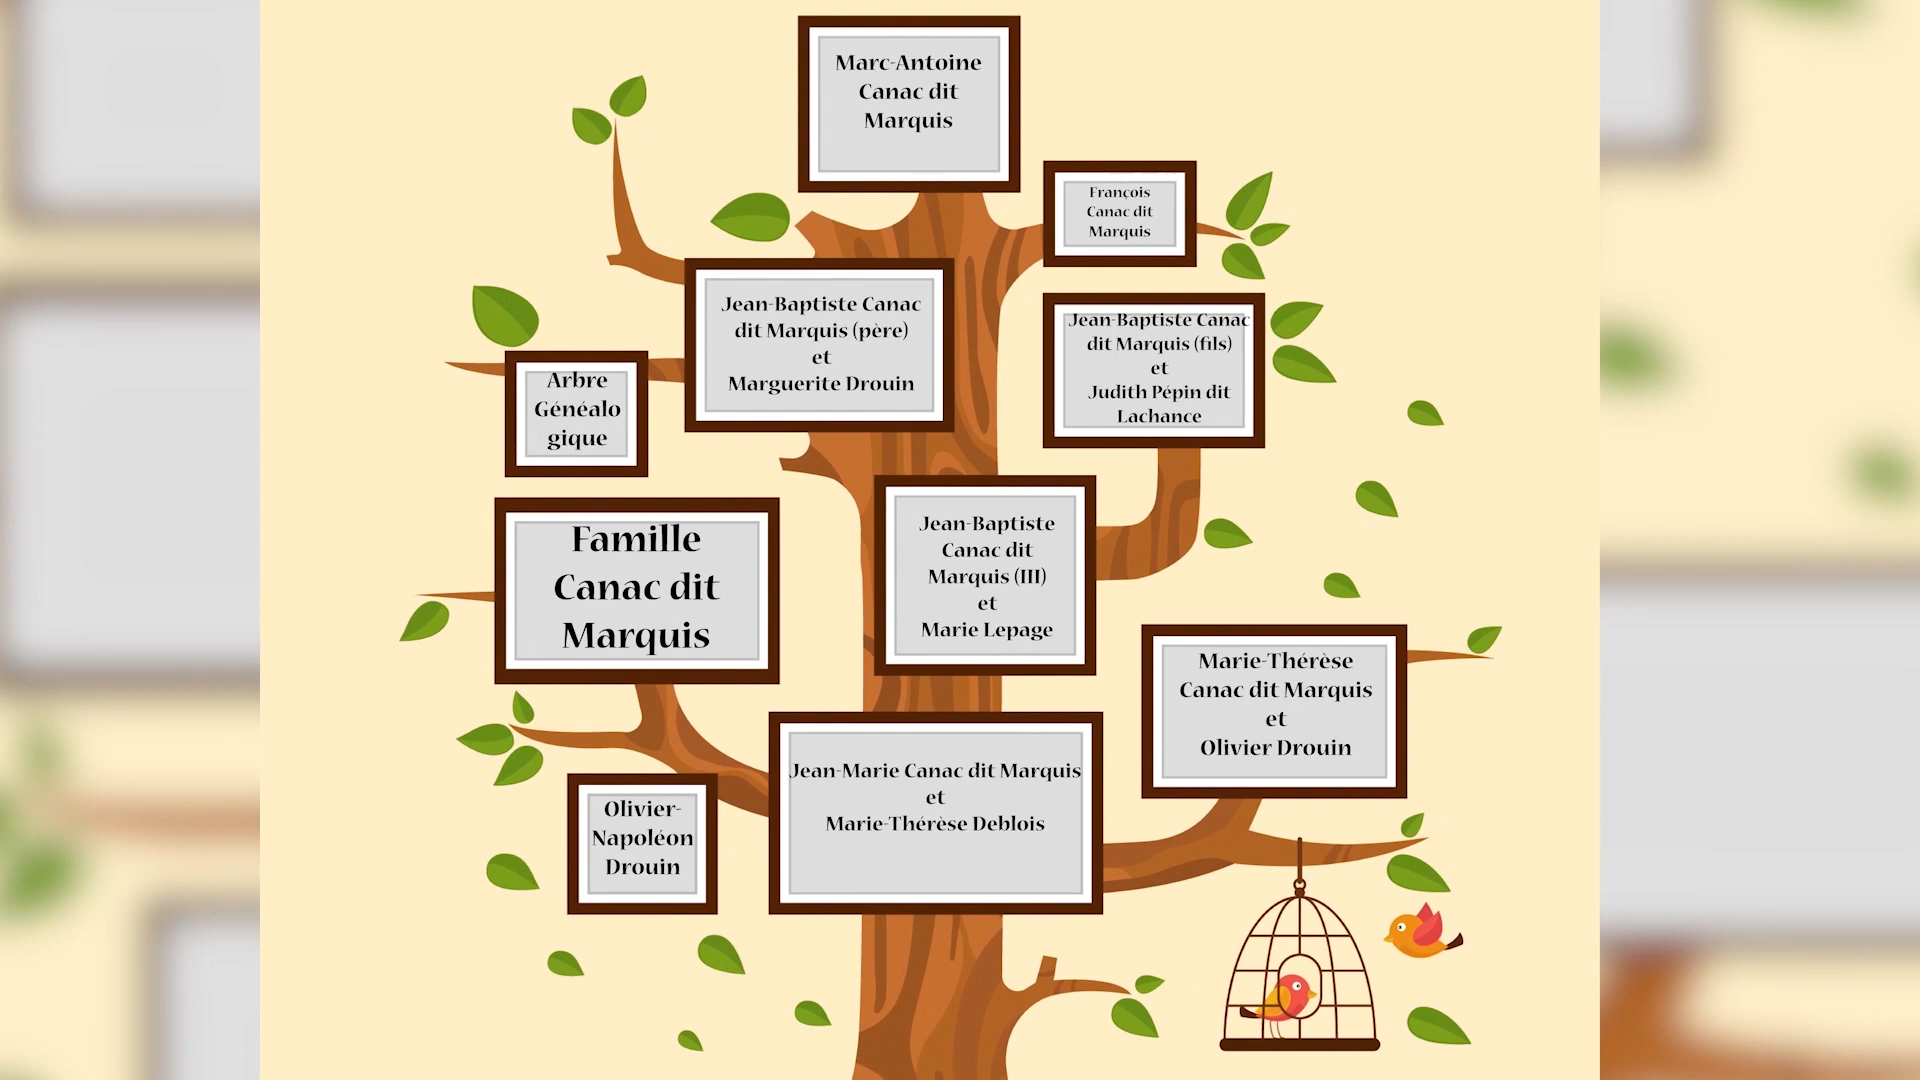 Marc-Antoine
Canac dit
Marquis
François
Canac dit
Marquis
Jean-Baptiste Canac
dit Marquis (père)
et
Marguerite Drouin
Jean-Baptiste Canac
dit Marquis (fils)
et
Judith Pépin dit
Lachance
Arbre
Généalo
gique
Famille
Canac dit
Marquis
Jean-Baptiste
Canac dit
Marquis (III)
et
Marie Lepage
Marie-Thérèse
Canac dit Marquis
et
Olivier Drouin
Jean-Marie Canac dit Marquis
et
Marie-Thérèse Deblois
Olivier-
Napoléon
Drouin